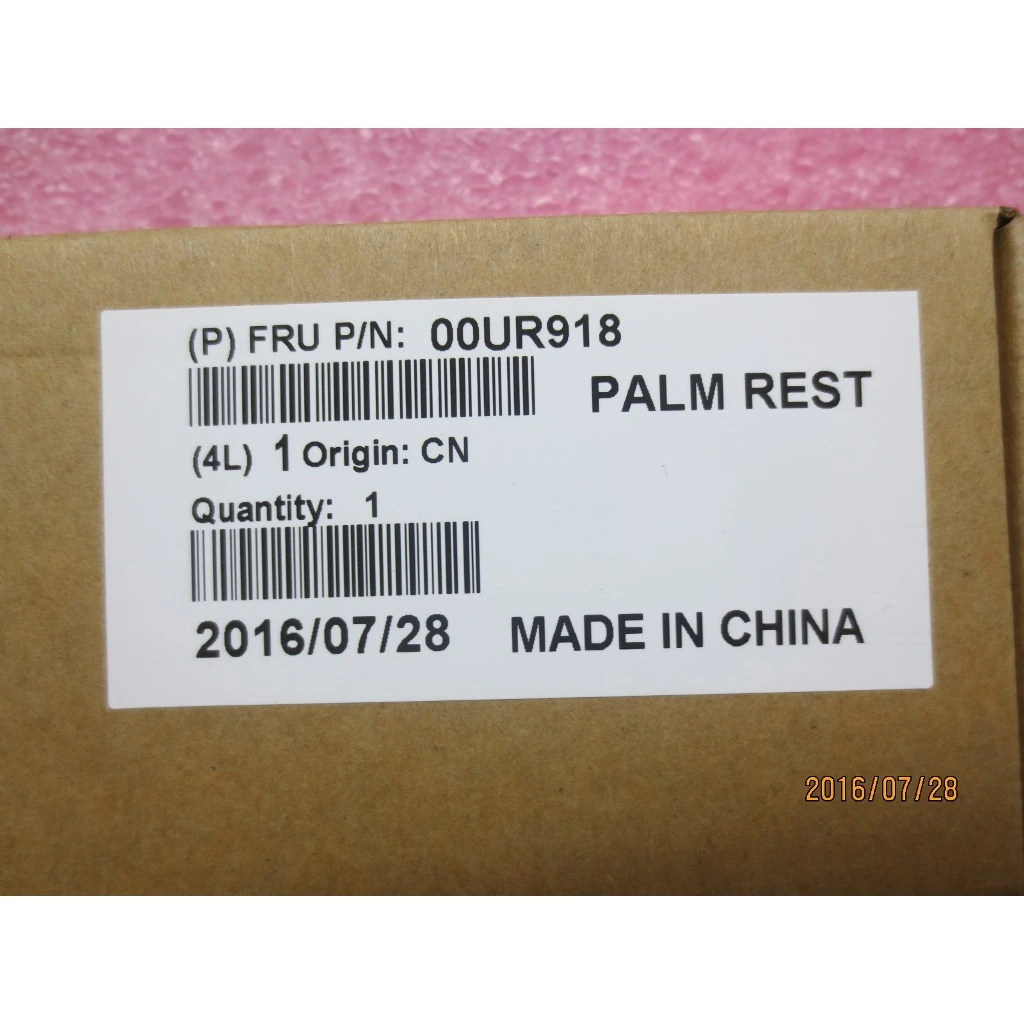 (P) FRU P/N: 00UR918
PALM REST
(4L) 1 Origin: CN
Quantity: 1
2016/07/28 MADE IN CHINA
2016/07/28